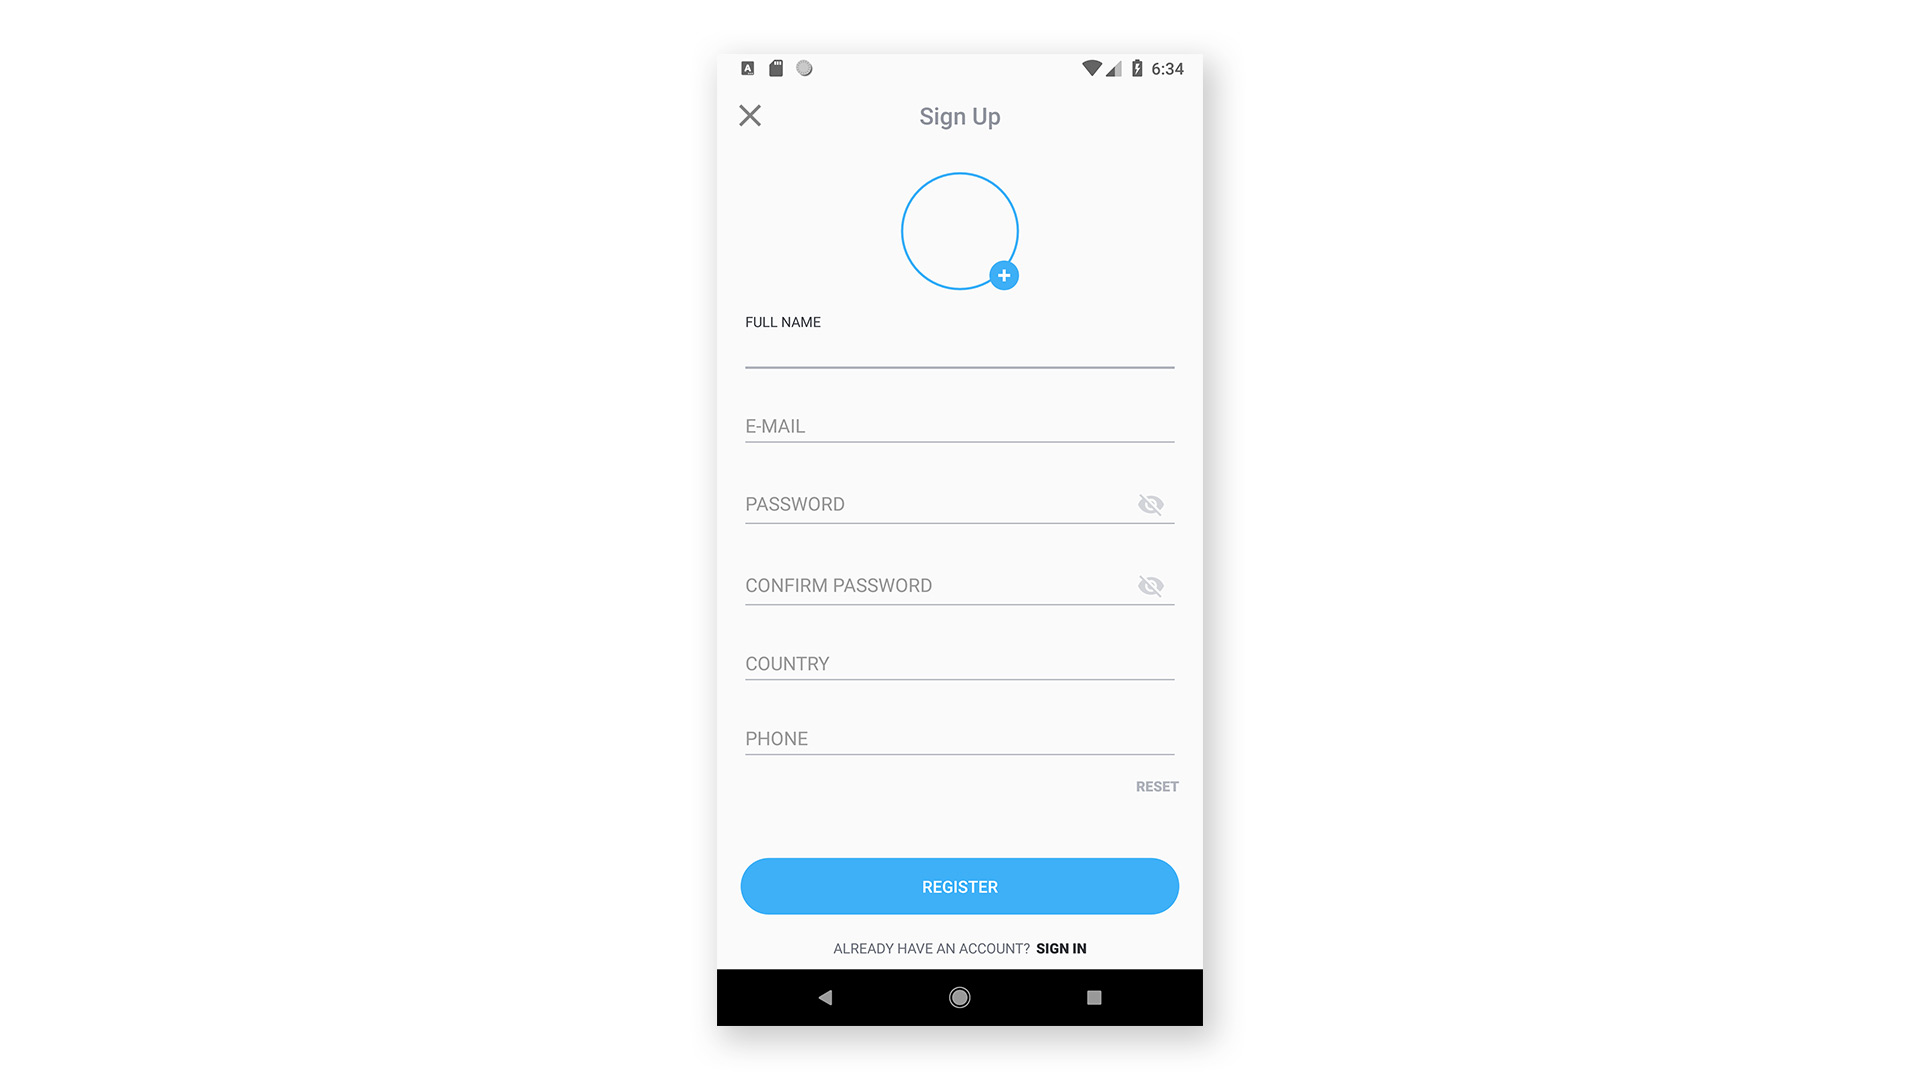 6:34
Sign Up
FULL NAME
E-MAIL
PASSWORD
CONFIRM PASSWORD
COUNTRY
PHONE
RESET
REGISTER
ALREADY HAVE AN ACCOUNT? SIGN IN